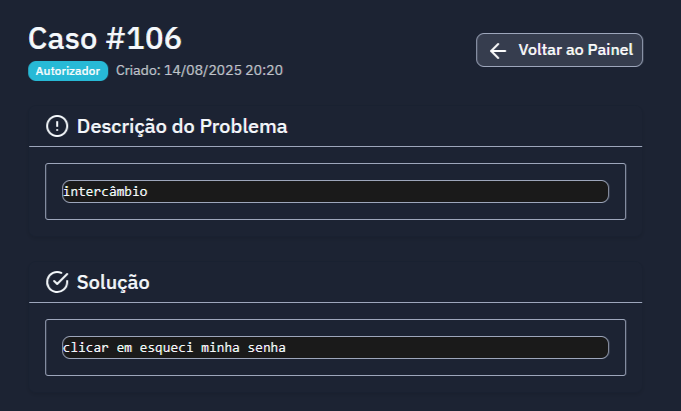 Caso #106
Voltar ao Painel
Autorizador Criado: 14/08/2025 20:20
Descrição do Problema
intercâmbio
Solução
clicar em esqueci minha senha